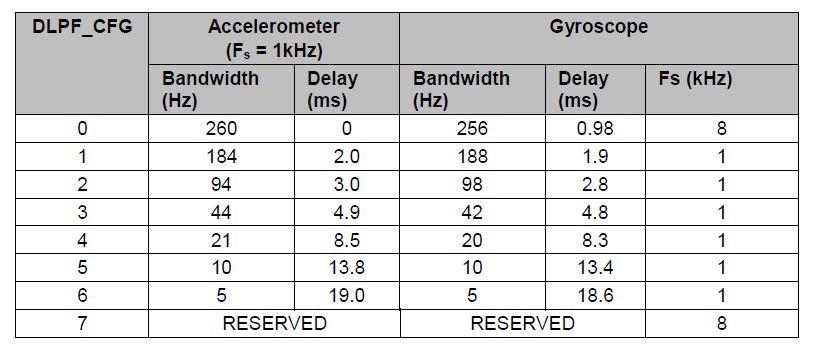 DLPF_CFG Accelerometer Gyroscope
(Fs = 1kHz)
Bandwidth Delay Bandwidth Delay Fs (kHz)
(Hz) (ms) (Hz) (ms)
0 260 0 256 0.98 8
1 184 2.0 188 1.9 1
2 94 3.0 98 2.8 1
3 44 4.9 42 4.8 1
4 21 8.5 20 8.3 1
5 10 13.8 10 13.4 1
6 5 19.0 5 18.6 1
7 RESERVED RESERVED 8